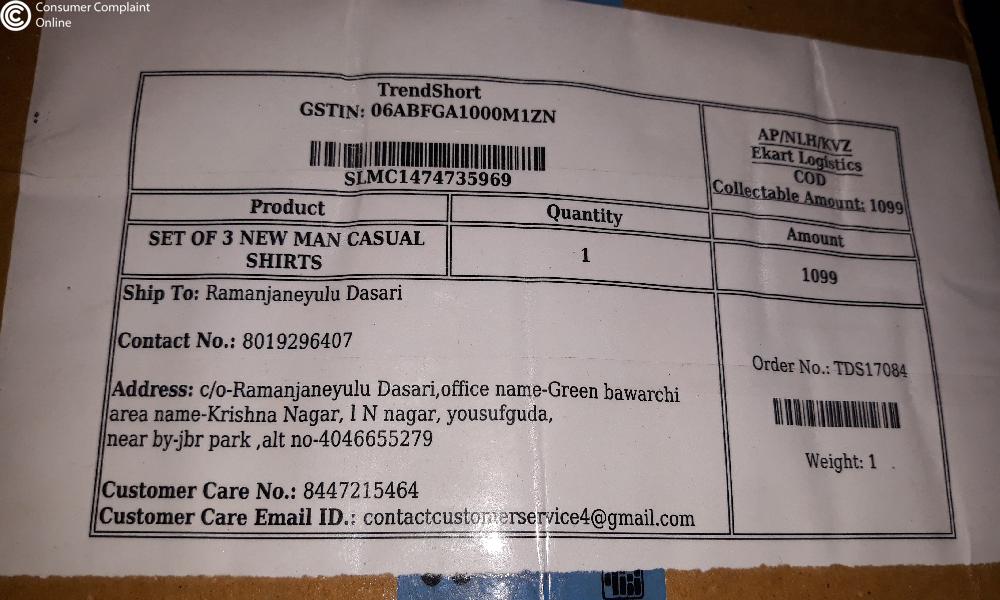 Consumer Complaint
Online
TrendShort
GSTIN: 06ABFGA1000M1ZN
SLMC1474735969
AP/NLH/KVZ
Ekart Logistics
COD
Collectable Amount: 1099
Product
Quantity
Amount
SET OF 3 NEW MAN CASUAL
SHIRTS
1
1099
Ship To: Ramanjaneyulu Dasari
Contact No.: 8019296407
Address: c/o-Ramanjaneyulu Dasari,office name-Green bawarchi
area name-Krishna Nagar, l N nagar, yousufguda,
near by-jbr park ,alt no-4046655279
Order No.: TDS17084
Weight: 1
Customer Care No.: 8447215464
Customer Care Email ID.: contactcustomerservice4@gmail.com